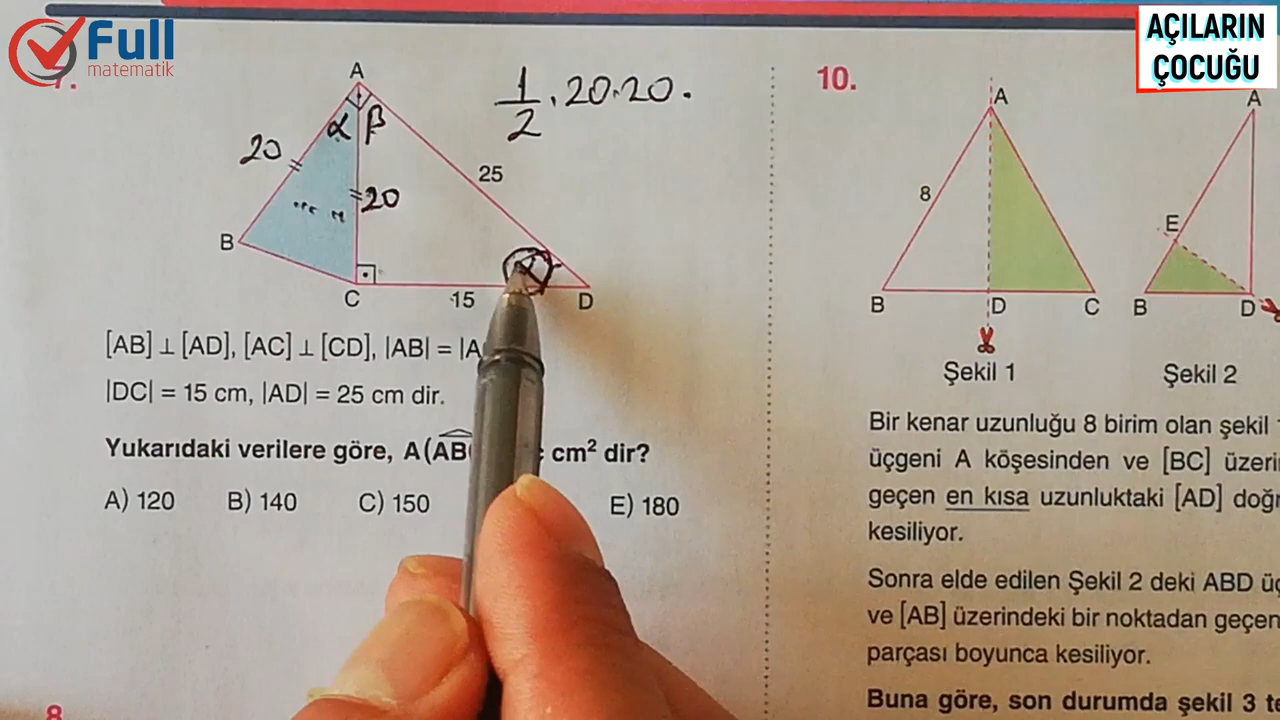 Full
matematik
AÇILARIN
ÇOCUĞU
7.
A
α β
20
25
20
B
C
15
D
1/2 . 20 . 20 .
[AB] ⊥ [AD], [AC] ⊥ [CD], |AB| = |A
|DC| = 15 cm, |AD| = 25 cm dir.
Yukarıdaki verilere göre, A(AB cm² dir?
A) 120 B) 140 C) 150 E) 180
8
10.
A
8
B
D
C
Şekil 1
A
E
B
D
Şekil 2
Bir kenar uzunluğu 8 birim olan şekil
üçgeni A köşesinden ve [BC] üzeri
geçen en kısa uzunluktaki [AD] doğr
kesiliyor.
Sonra elde edilen Şekil 2 deki ABD üç
ve [AB] üzerindeki bir noktadan geçen
parçası boyunca kesiliyor.
Buna göre, son durumda şekil 3 te